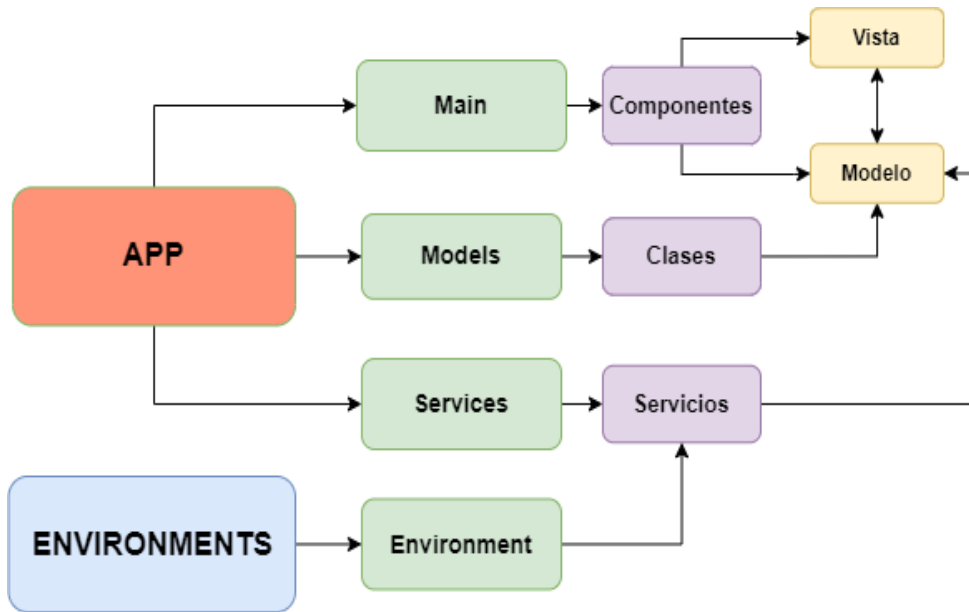 Vista
Main
Componentes
Modelo
APP
Models
Clases
Services
Servicios
ENVIRONMENTS
Environment